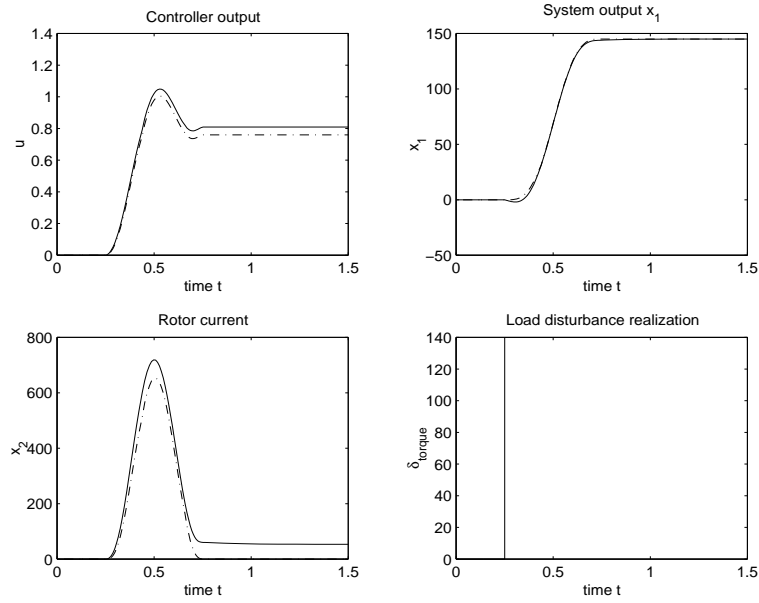 Controller output
1.4
1.2
1
0.8
0.6
0.4
0.2
0
u
0 0.5 1 1.5
time t
System output x₁
150
100
50
0
−50
x₁
0 0.5 1 1.5
time t
Rotor current
800
600
400
200
0
x₂
0 0.5 1 1.5
time t
Load disturbance realization
140
120
100
80
60
40
20
0
δ_torque
0 0.5 1 1.5
time t